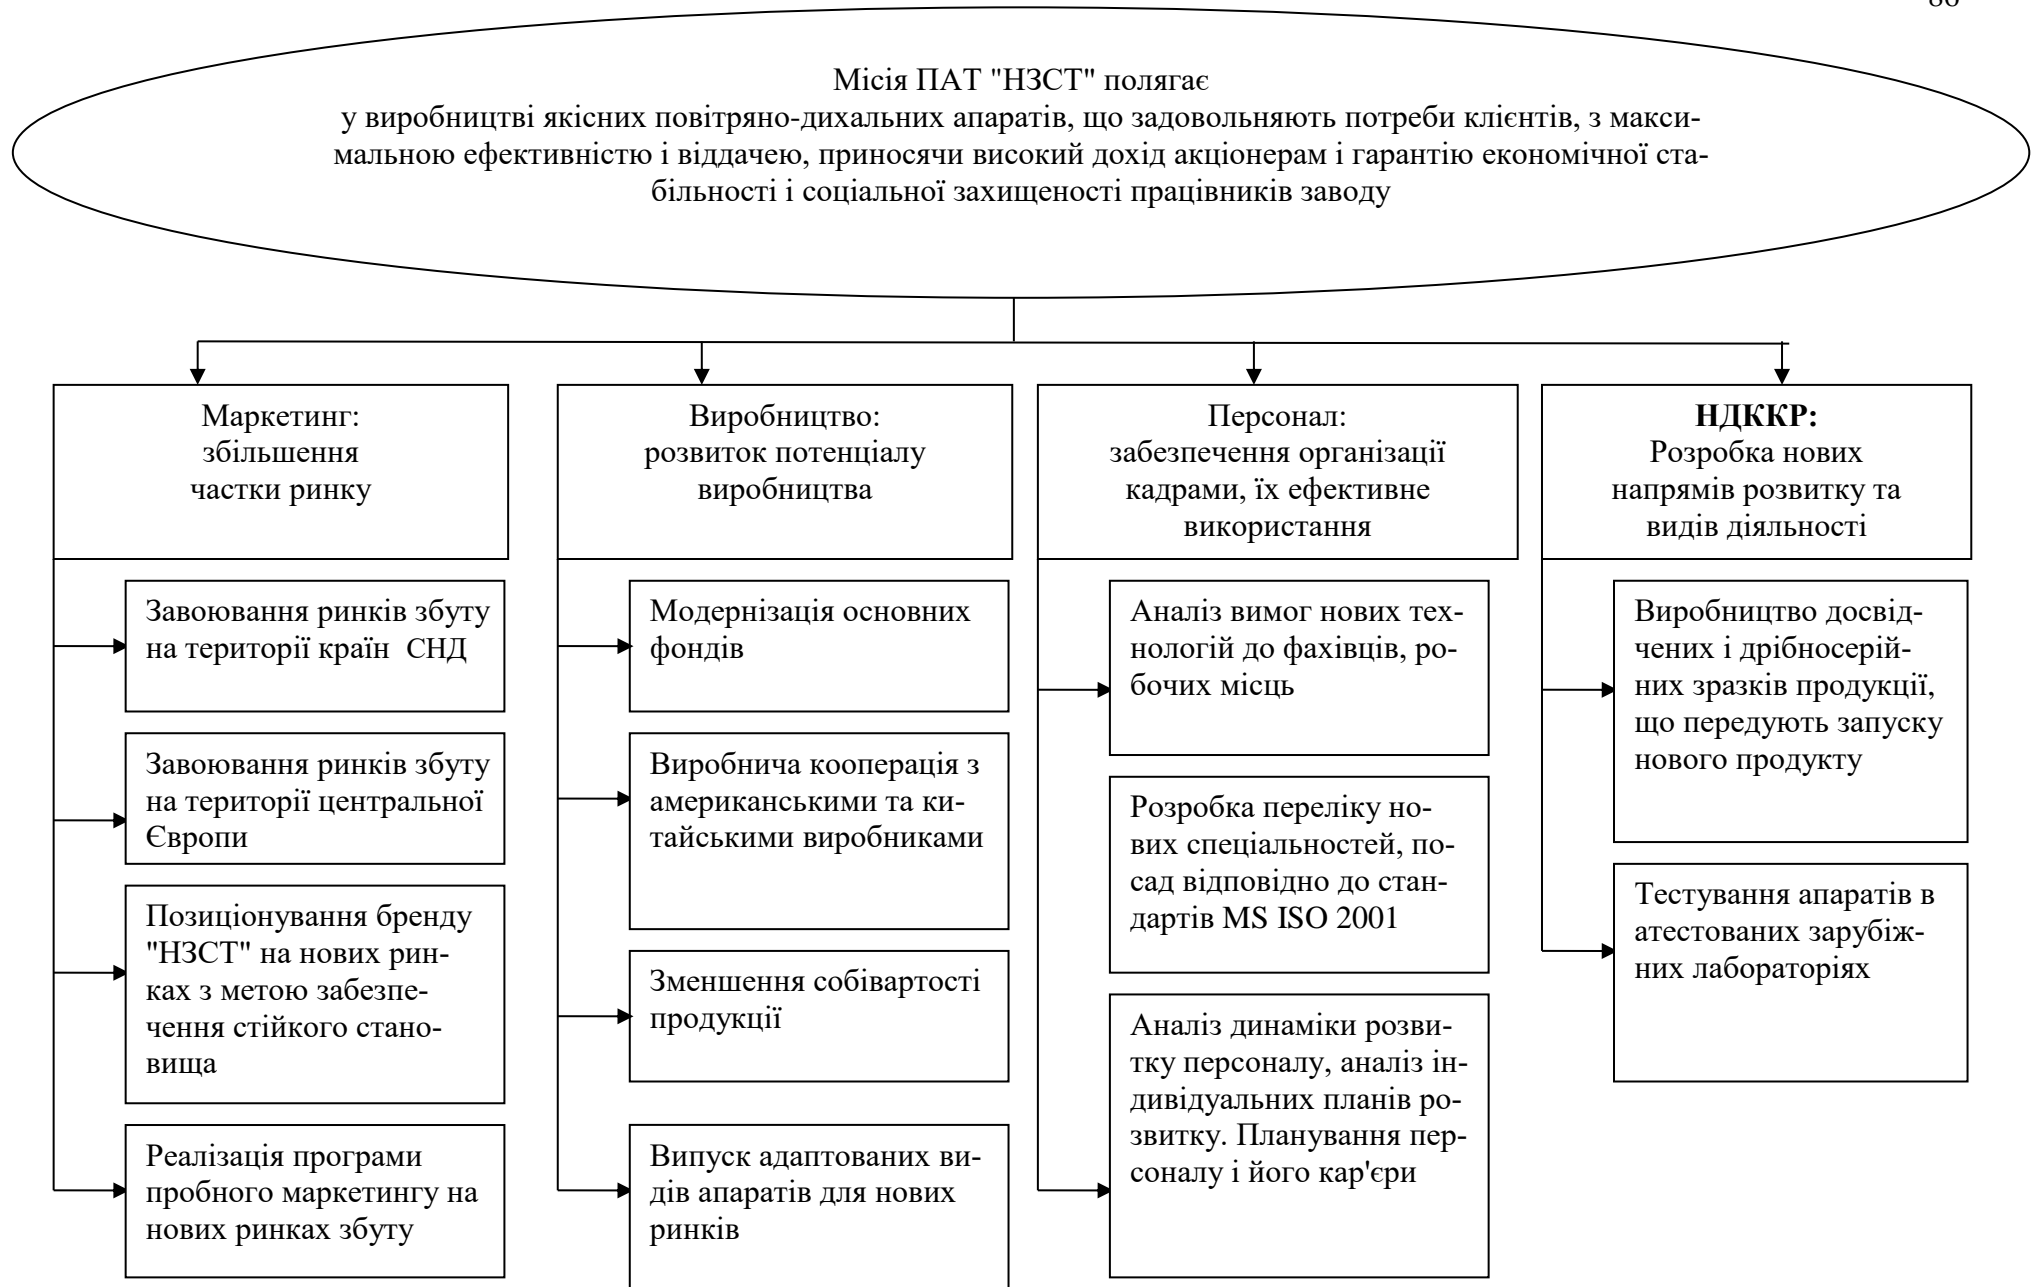 Місія ПАТ "НЗСТ" полягає
у виробництві якісних повітряно-дихальних апаратів, що задовольняють потреби клієнтів, з макси-
мальною ефективністю і віддачею, приносячи високий дохід акціонерам і гарантію економічної ста-
більності і соціальної захищеності працівників заводу
Маркетинг:
збільшення
частки ринку
Завоювання ринків збуту
на території країн СНД
Завоювання ринків збуту
на території центральної
Європи
Позиціонування бренду
"НЗСТ" на нових рин-
ках з метою забезпе-
чення стійкого стано-
вища
Реалізація програми
пробного маркетингу на
нових ринках збуту
Виробництво:
розвиток потенціалу
виробництва
Модернізація основних
фондів
Виробнича кооперація з
американськими та ки-
тайськими виробниками
Зменшення собівартості
продукції
Випуск адаптованих ви-
дів апаратів для нових
ринків
Персонал:
забезпечення організації
кадрами, їх ефективне
використання
Аналіз вимог нових тех-
нологій до фахівців, ро-
бочих місць
Розробка переліку но-
вих спеціальностей, по-
сад відповідно до стан-
дартів MS ISO 2001
Аналіз динаміки розви-
тку персоналу, аналіз ін-
дивідуальних планів ро-
звитку. Планування пер-
соналу і його кар'єри
НДККР:
Розробка нових
напрямів розвитку та
видів діяльності
Виробництво досвід-
чених і дрібносерій-
них зразків продукції,
що передують запуску
нового продукту
Тестування апаратів в
атестованих зарубіж-
них лабораторіях